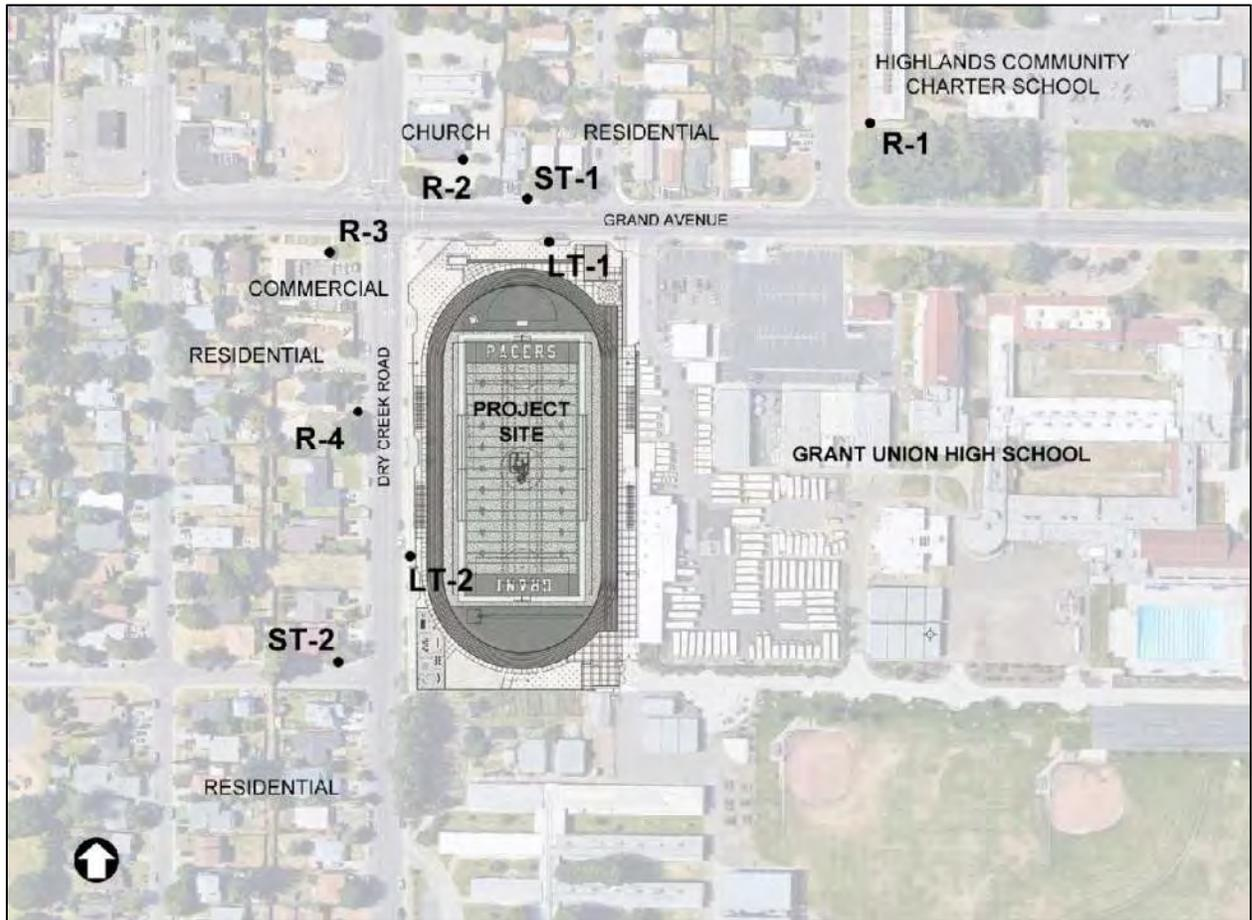 HIGHLANDS COMMUNITY
CHARTER SCHOOL
CHURCH
RESIDENTIAL
R-1
R-2
ST-1
GRAND AVENUE
R-3
LT-1
COMMERCIAL
RESIDENTIAL
PACERS
DRY CREEK ROAD
PROJECT
SITE
R-4
GRANT UNION HIGH SCHOOL
LT-2
GRANT
ST-2
RESIDENTIAL